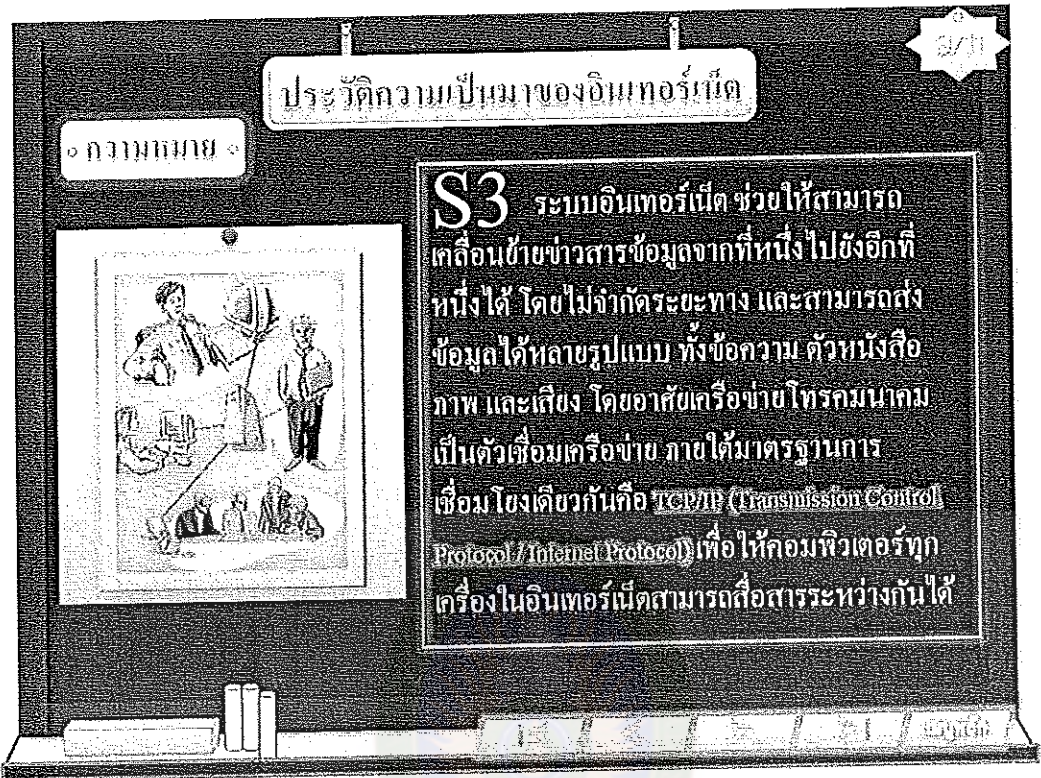 ประวัติความเป็นมาของอินเทอร์เน็ต
ความหมาย
S3 ระบบอินเทอร์เน็ต ช่วยให้สามารถ
เคลื่อนย้ายข่าวสารข้อมูลจากที่หนึ่งไปยังอีกที่
หนึ่งได้ โดยไม่จำกัดระยะทาง และสามารถส่ง
ข้อมูลได้หลายรูปแบบ ทั้งข้อความ ตัวหนังสือ
ภาพ และเสียง โดยอาศัยเครือข่ายโทรคมนาคม
เป็นตัวเชื่อมเครือข่าย ภายใต้มาตรฐานการ
เชื่อมโยงเดียวกันคือ TCP/IP (Transmission Control
Protocol / Internet Protocol) เพื่อให้คอมพิวเตอร์ทุก
เครื่องในอินเทอร์เน็ตสามารถสื่อสารระหว่างกันได้